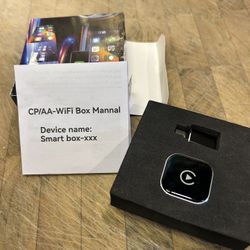 CP/AA-WiFi Box Mannal
Device name:
Smart box-xxx